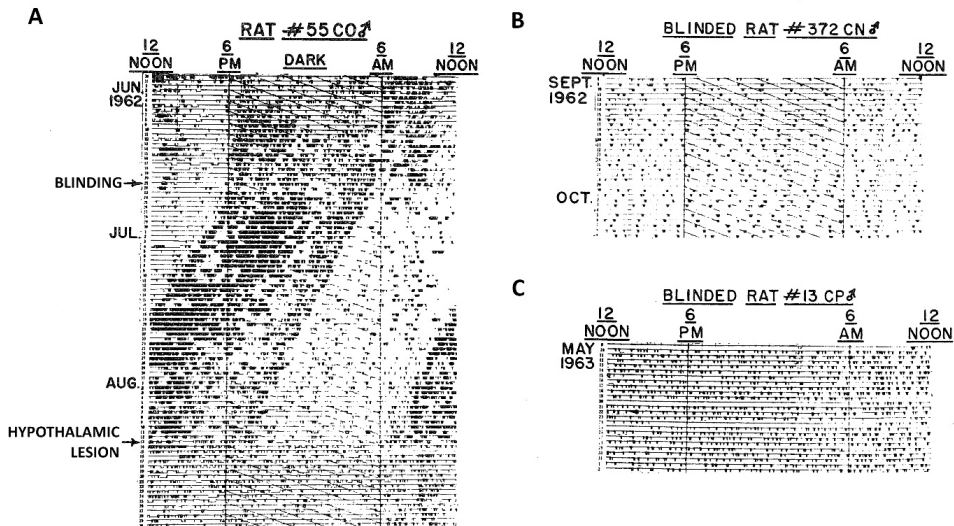 A
RAT #55 CO♂
12
NOON
6
PM
DARK
6
AM
12
NOON
JUN.
1962
BLINDING
JUL.
AUG.
HYPOTHALAMIC
LESION
B
BLINDED RAT #372 CN♂
12
NOON
6
PM
6
AM
12
NOON
SEPT.
1962
OCT.
C
BLINDED RAT #13 CP♂
12
NOON
6
PM
6
AM
12
NOON
MAY
1963